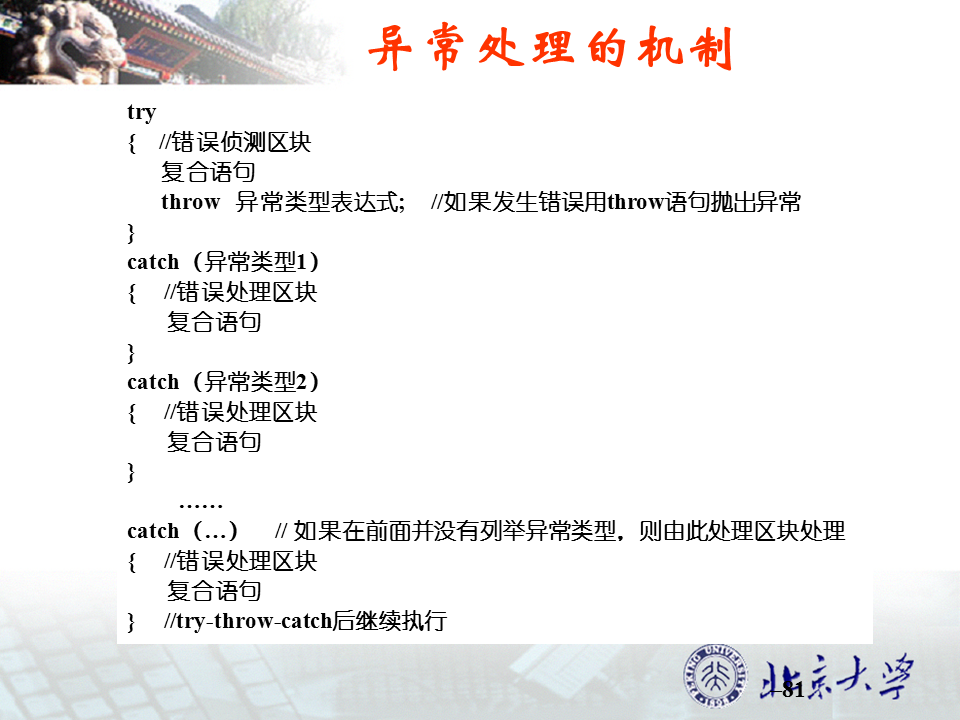 异常处理的机制
try
{ //错误侦测区块
复合语句
throw 异常类型表达式; //如果发生错误用throw语句抛出异常
}
catch（异常类型1）
{ //错误处理区块
复合语句
}
catch（异常类型2）
{ //错误处理区块
复合语句
}
……
catch（…） // 如果在前面并没有列举异常类型，则由此处理区块处理
{ //错误处理区块
复合语句
} //try-throw-catch后继续执行
PEKING UNIVERSITY
1898
北京大学
–81